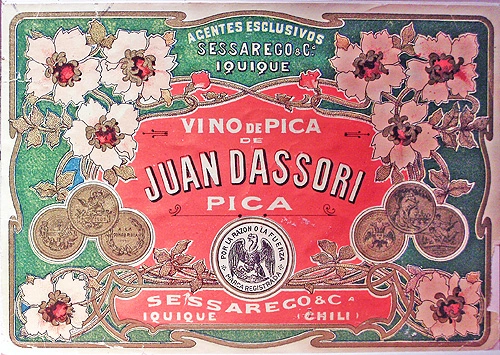 AGENTES ESCLUSIVOS
SESSAREGO & Cª
IQUIQUE
VINO DE PICA
DE
JUAN DASSORI
PICA
POR LA RAZON O LA FUERZA
MARCA REGISTRADA
SESSAREGO & Cª
IQUIQUE (CHILI)